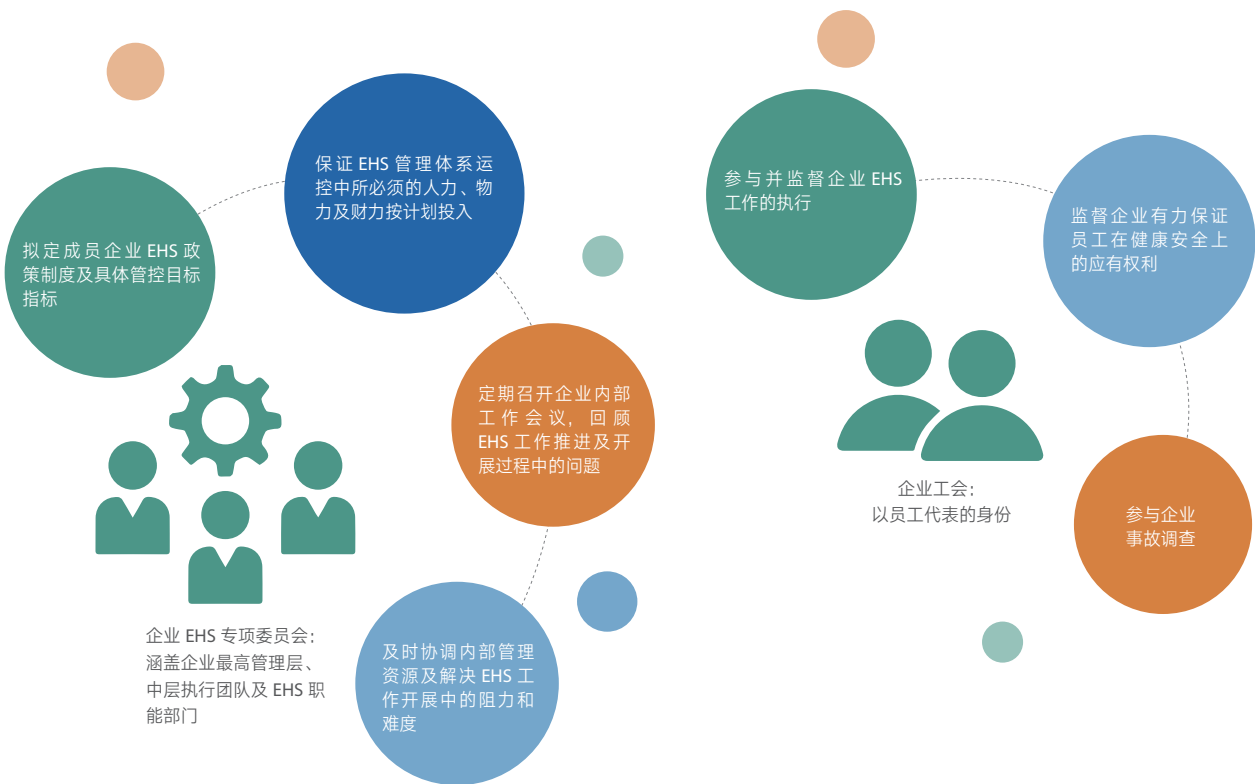 拟定成员企业 EHS 政
策制度及具体管控目标
指标
保证 EHS 管理体系运
控中所必须的人力、物
力及财力按计划投入
定期召开企业内部
工作会议，回顾
EHS 工作推进及开
展过程中的问题
及时协调内部管理
资源及解决 EHS 工
作开展中的阻力和
难度
企业 EHS 专项委员会：
涵盖企业最高管理层、
中层执行团队及 EHS 职
能部门
参与并监督企业 EHS
工作的执行
监督企业有力保证
员工在健康安全上
的应有权利
参与企业
事故调查
企业工会：
以员工代表的身份